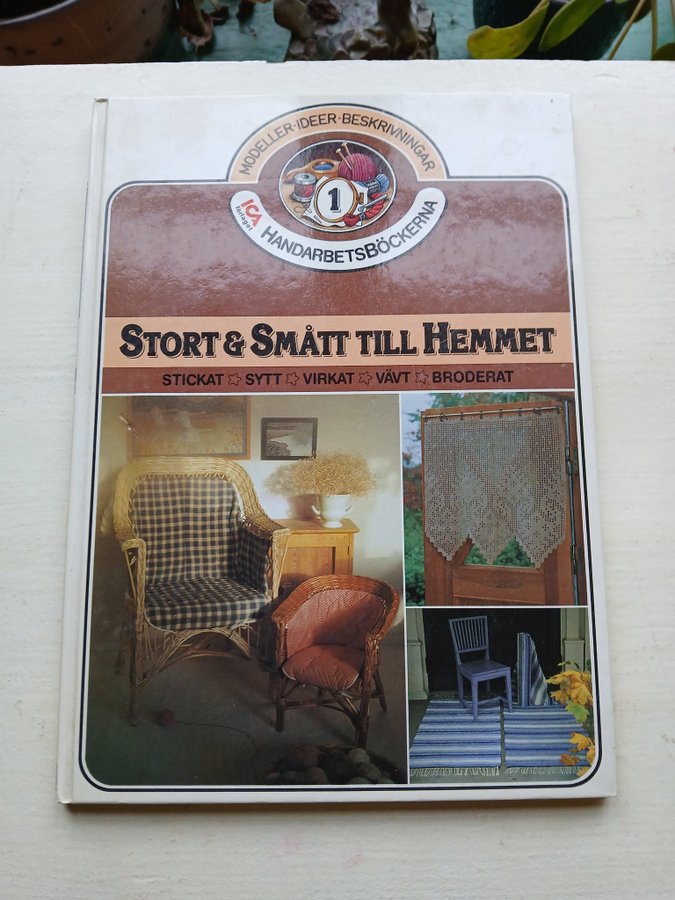 MODELLER·IDEER·BESKRIVNINGAR
1
ICA
förlaget
HANDARBETSBÖCKERNA
STORT & SMÅTT TILL HEMMET
STICKAT ☆ SYTT ☆ VIRKAT ☆ VÄVT ☆ BRODERAT